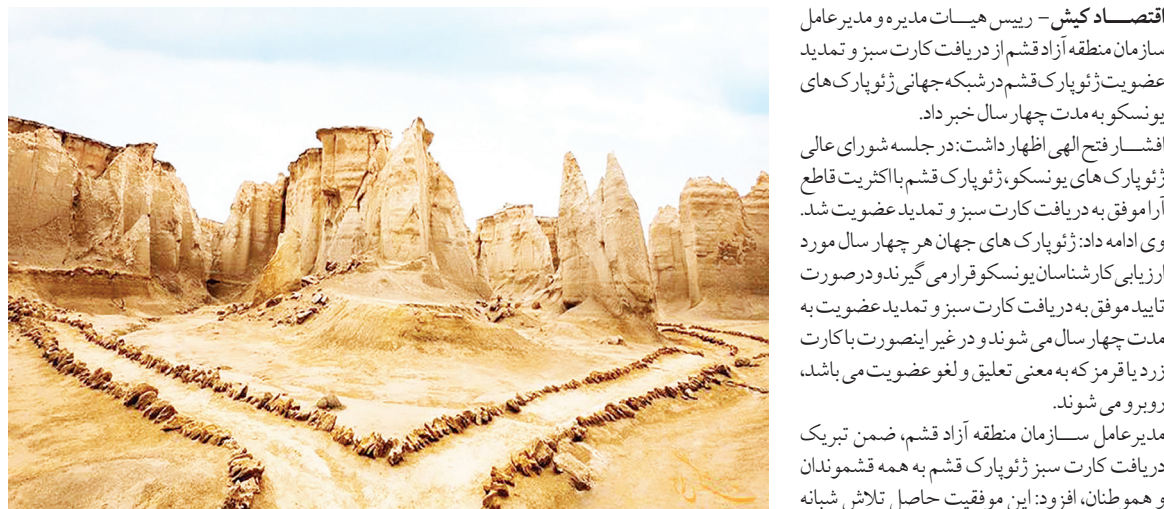 اقتصاد کیش- رییس هیات مدیره و مدیرعامل
سازمان منطقه آزاد قشم از دریافت کارت سبز و تمدید
عضویت ژئوپارک قشم در شبکه جهانی ژئوپارک های
یونسکو به مدت چهار سال خبر داد.
افشار فتح الهی اظهار داشت: در جلسه شورای عالی
ژئوپارک های یونسکو، ژئوپارک قشم با اکثریت قاطع
آرا موفق به دریافت کارت سبز و تمدید عضویت شد.
وی ادامه داد: ژئوپارک های جهان هر چهار سال مورد
ارزیابی کارشناسان یونسکو قرار می گیرند و در صورت
تایید موفق به دریافت کارت سبز و تمدید عضویت به
مدت چهار سال می شوند و در غیر اینصورت با کارت
زرد یا قرمز که به معنی تعلیق و لغو عضویت می باشد،
روبرو می شوند.
مدیرعامل سازمان منطقه آزاد قشم، ضمن تبریک
دریافت کارت سبز ژئوپارک قشم به همه قشموندان
و هموطنان، افزود: این موفقیت حاصل تلاش شبانه